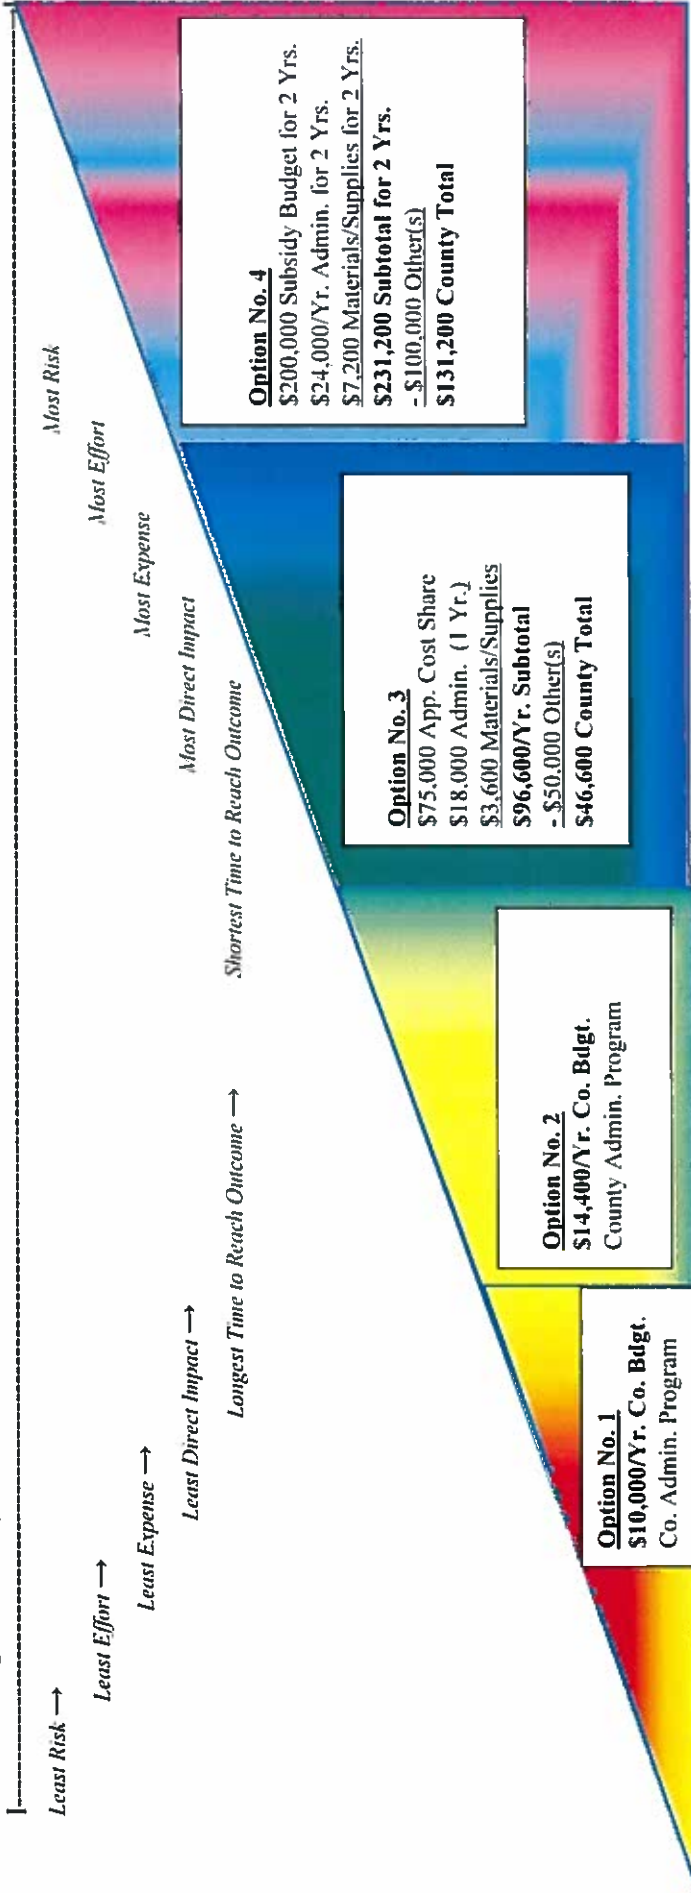 Least Risk →
Least Effort →
Least Expense →
Least Direct Impact →
Longest Time to Reach Outcome →
Most Risk
Most Effort
Most Expense
Most Direct Impact
Shortest Time to Reach Outcome
Option No. 1
$10,000/Yr. Co. Bdgt.
Co. Admin. Program
Option No. 2
$14,400/Yr. Co. Bdgt.
County Admin. Program
Option No. 3
$75,000 App. Cost Share
$18,000 Admin. (1 Yr.)
$3,600 Materials/Supplies
$96,600/Yr. Subtotal
- $50,000 Other(s)
$46,600 County Total
Option No. 4
$200,000 Subsidy Budget for 2 Yrs.
$24,000/Yr. Admin. for 2 Yrs.
$7,200 Materials/Supplies for 2 Yrs.
$231,200 Subtotal for 2 Yrs.
- $100,000 Other(s)
$131,200 County Total